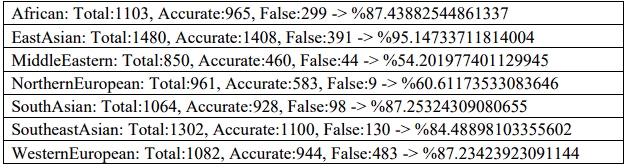 African: Total:1103, Accurate:965, False:299 -> %87.43882544861337
EastAsian: Total:1480, Accurate:1408, False:391 -> %95.14733711814004
MiddleEastern: Total:850, Accurate:460, False:44 -> %54.201977401129945
NorthernEuropean: Total:961, Accurate:583, False:9 -> %60.61173533083646
SouthAsian: Total:1064, Accurate:928, False:98 -> %87.25324309080655
SoutheastAsian: Total:1302, Accurate:1100, False:130 -> %84.48898103355602
WesternEuropean: Total:1082, Accurate:944, False:483 -> %87.23423923091144